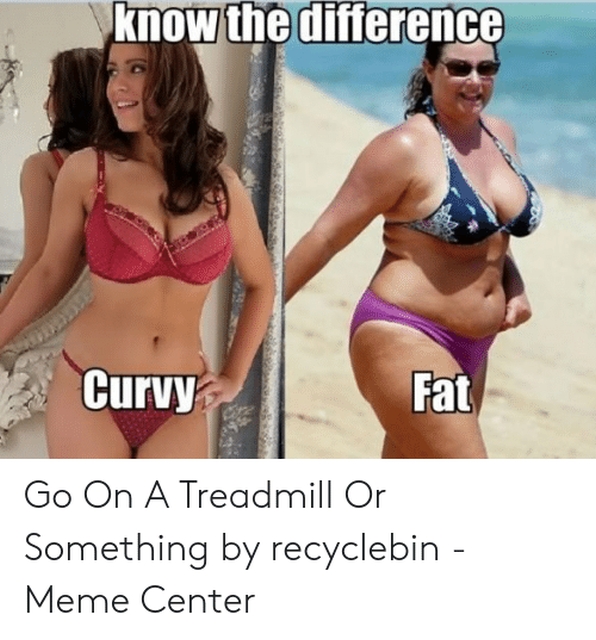 know the difference
Curvy
Fat
Go On A Treadmill Or
Something by recyclebin -
Meme Center